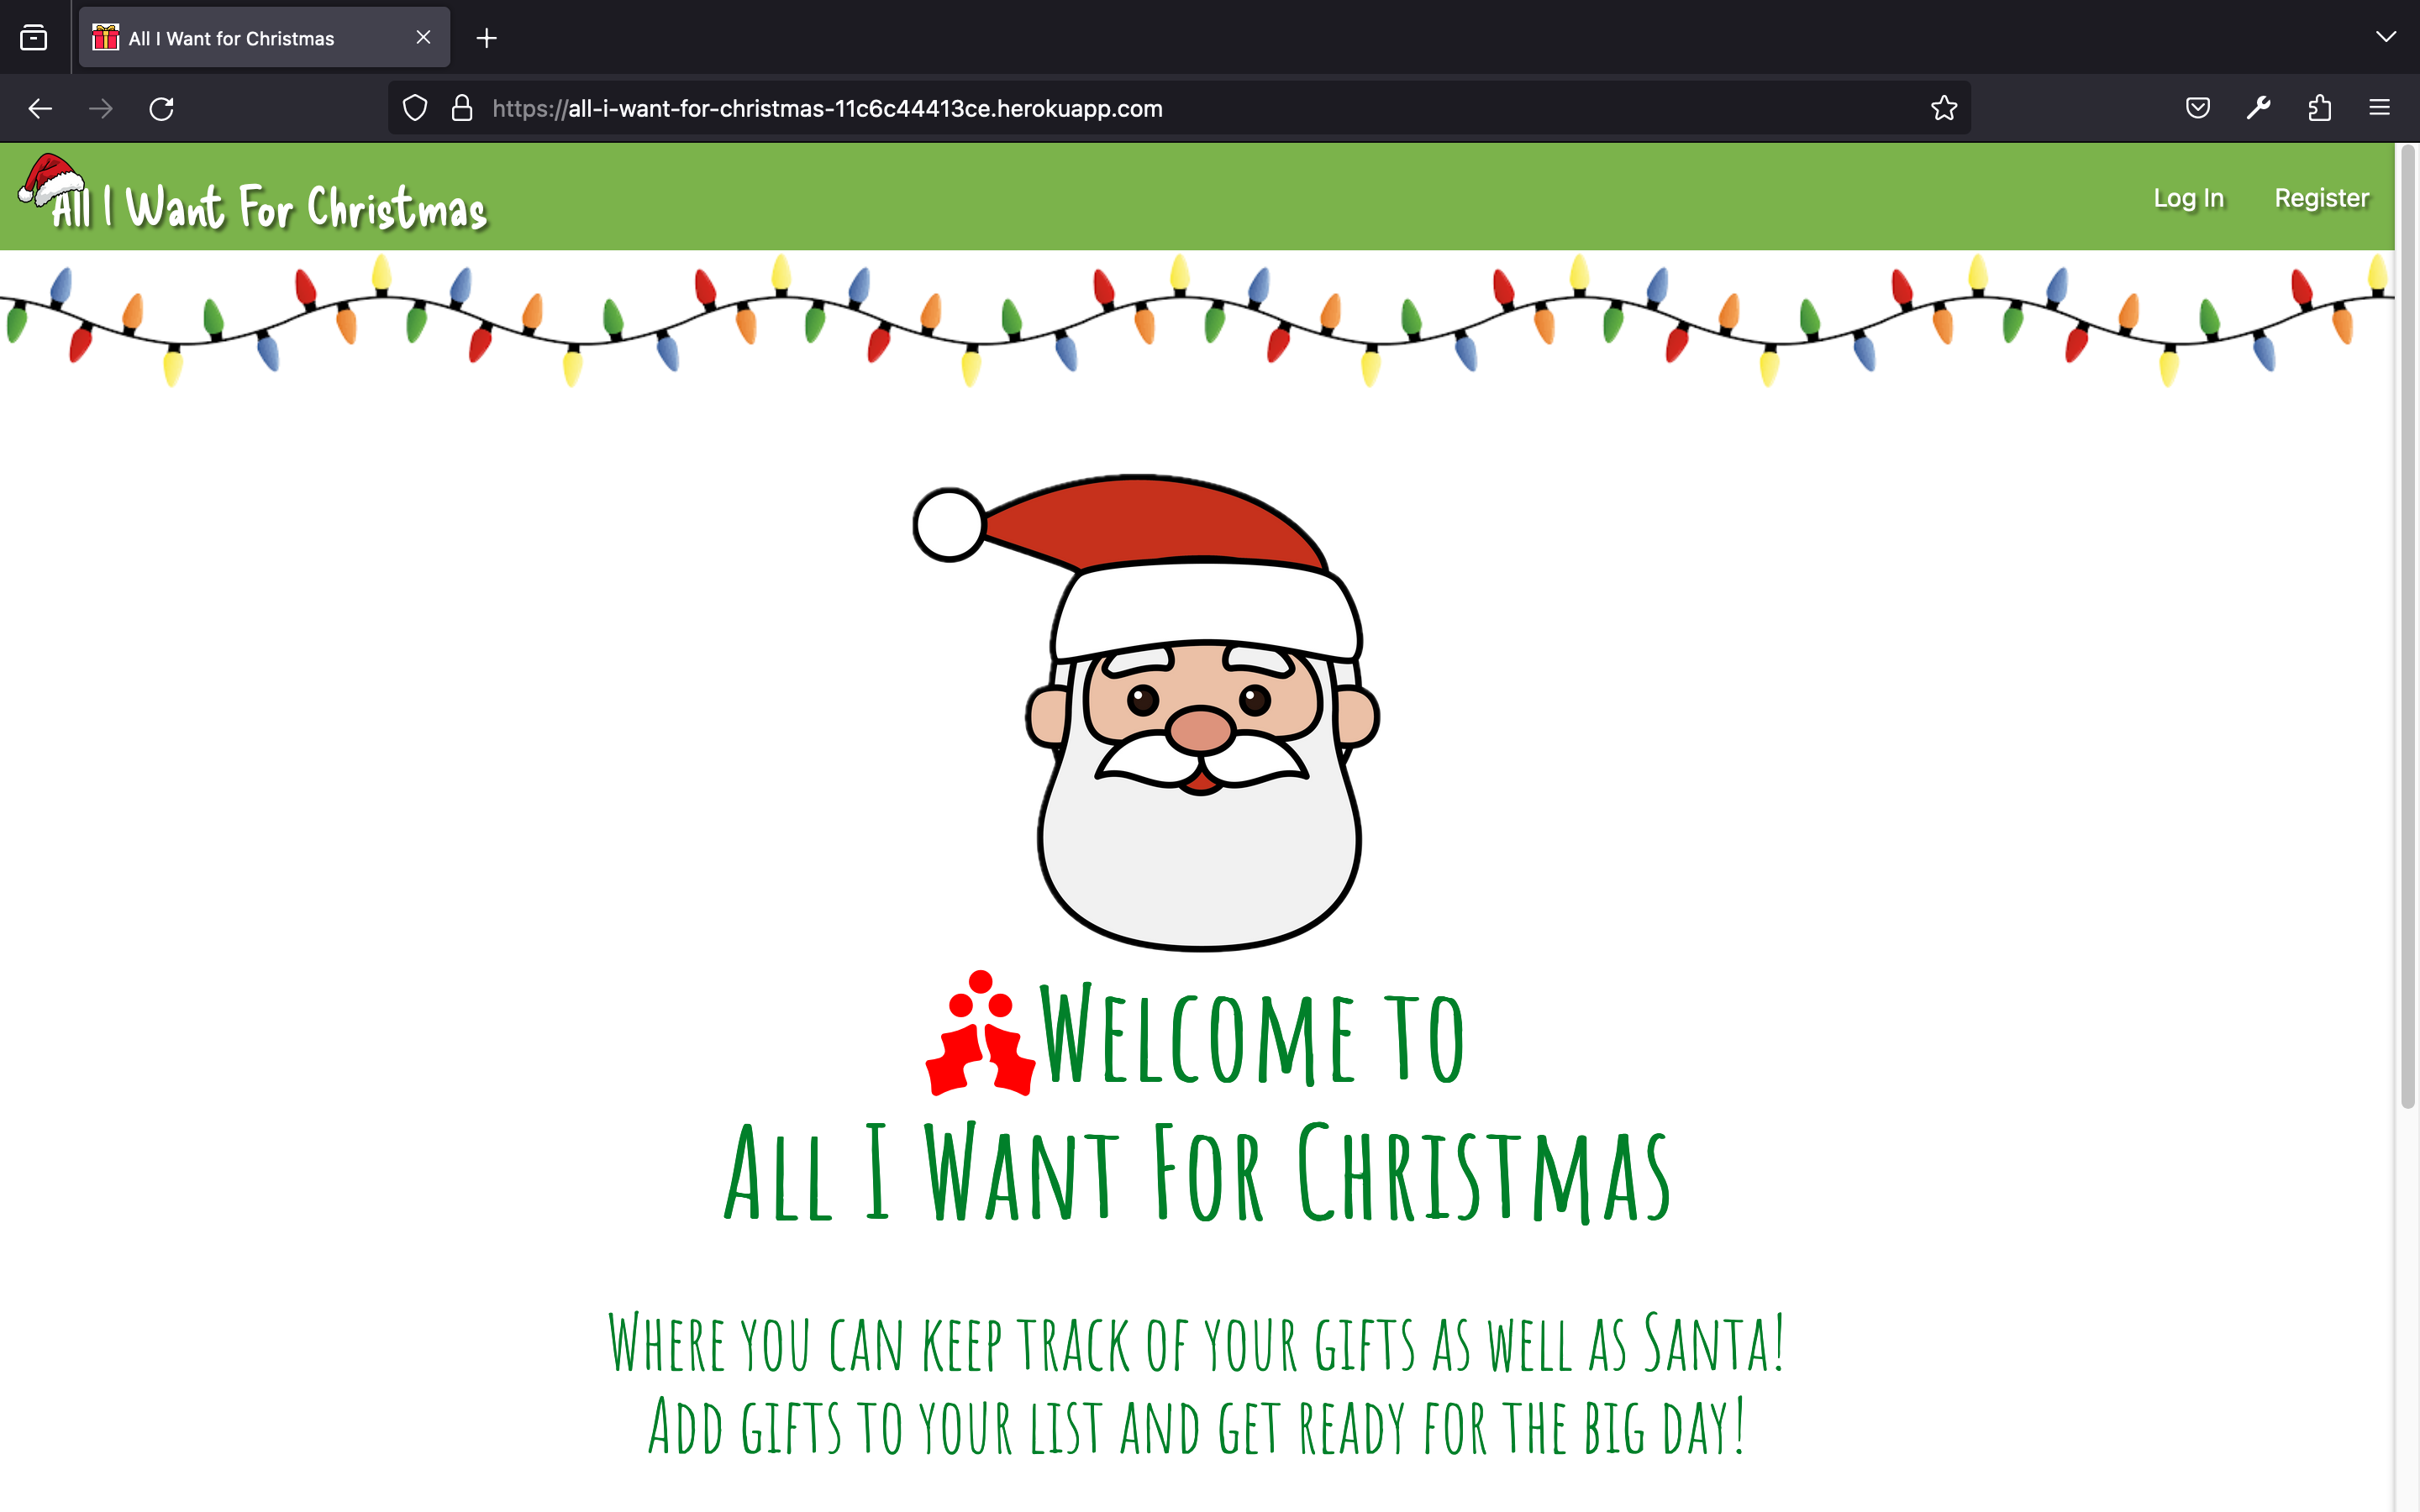 All I Want for Christmas
https://all-i-want-for-christmas-11c6c44413ce.herokuapp.com
All I Want For Christmas
Log In
Register
Welcome to
All I Want For Christmas
Where you can keep track of your gifts as well as Santa!
Add gifts to your list and get ready for the big day!